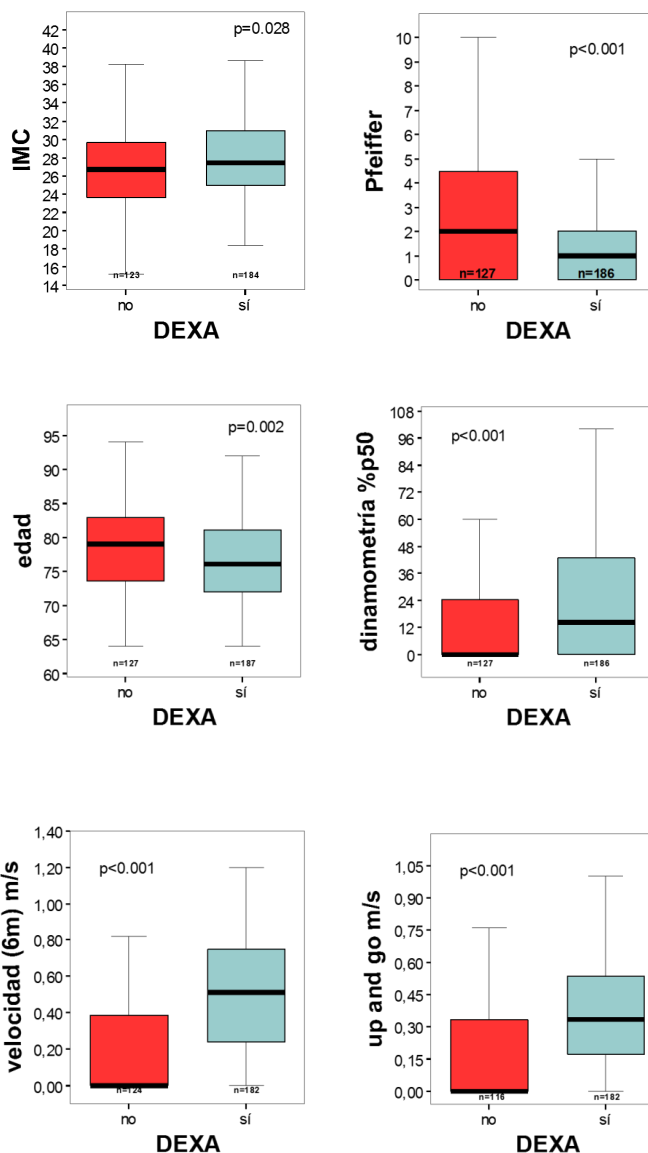 IMC
42
40
38
36
34
32
30
28
26
24
22
20
18
16
14
p=0.028
n=123
n=184
no
sí
DEXA
Pfeiffer
10
9
8
7
6
5
4
3
2
1
0
p<0.001
n=127
n=186
no
sí
DEXA
edad
95
90
85
80
75
70
65
60
p=0.002
n=127
n=187
no
sí
DEXA
dinamometría %p50
108
96
84
72
60
48
36
24
12
0
p<0.001
n=127
n=186
no
sí
DEXA
velocidad (6m) m/s
1,40
1,20
1,00
0,80
0,60
0,40
0,20
0,00
p<0.001
n=124
n=182
no
sí
DEXA
up and go m/s
1,05
0,90
0,75
0,60
0,45
0,30
0,15
0,00
p<0.001
n=116
n=182
no
sí
DEXA